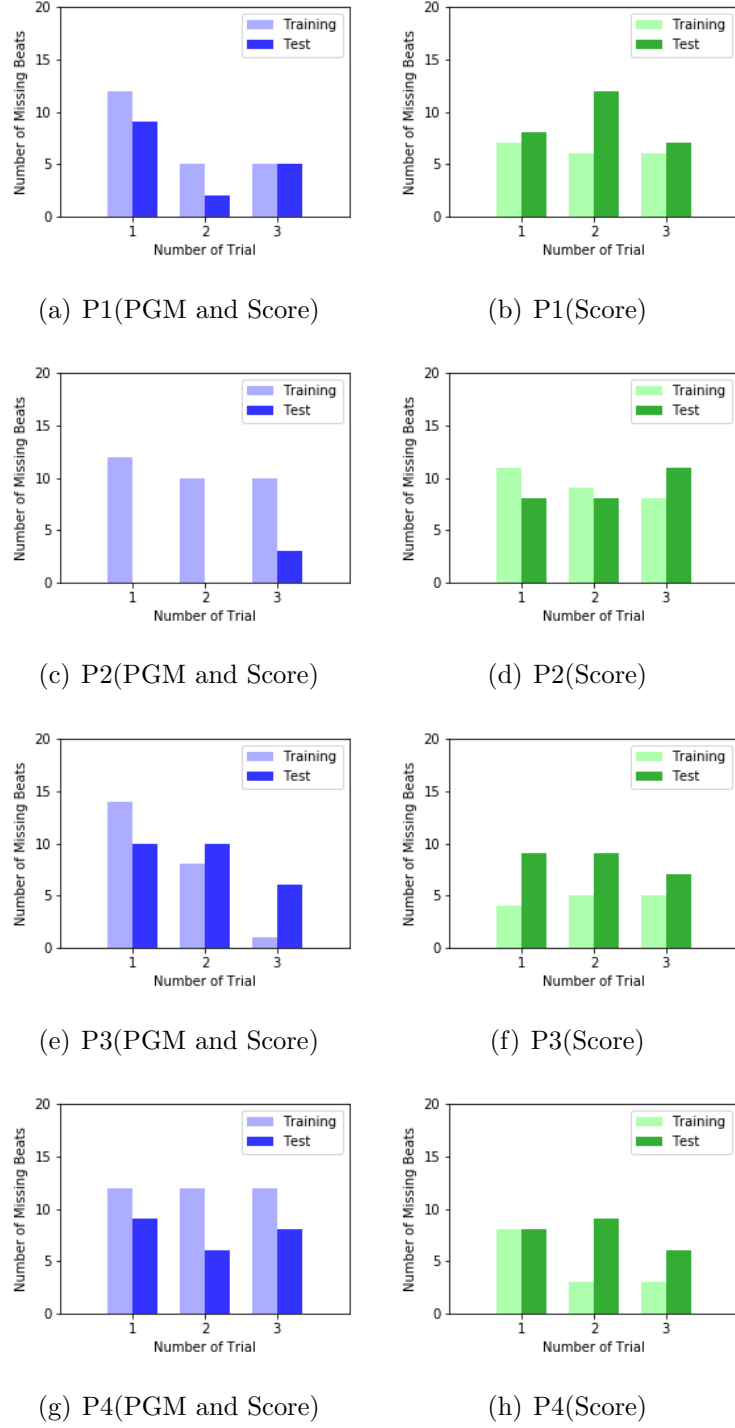 20
15
10
5
0
Number of Missing Beats
Training
Test
1 2 3
Number of Trial
(a) P1(PGM and Score)
20
15
10
5
0
Number of Missing Beats
Training
Test
1 2 3
Number of Trial
(b) P1(Score)
20
15
10
5
0
Number of Missing Beats
Training
Test
1 2 3
Number of Trial
(c) P2(PGM and Score)
20
15
10
5
0
Number of Missing Beats
Training
Test
1 2 3
Number of Trial
(d) P2(Score)
20
15
10
5
0
Number of Missing Beats
Training
Test
1 2 3
Number of Trial
(e) P3(PGM and Score)
20
15
10
5
0
Number of Missing Beats
Training
Test
1 2 3
Number of Trial
(f) P3(Score)
20
15
10
5
0
Number of Missing Beats
Training
Test
1 2 3
Number of Trial
(g) P4(PGM and Score)
20
15
10
5
0
Number of Missing Beats
Training
Test
1 2 3
Number of Trial
(h) P4(Score)